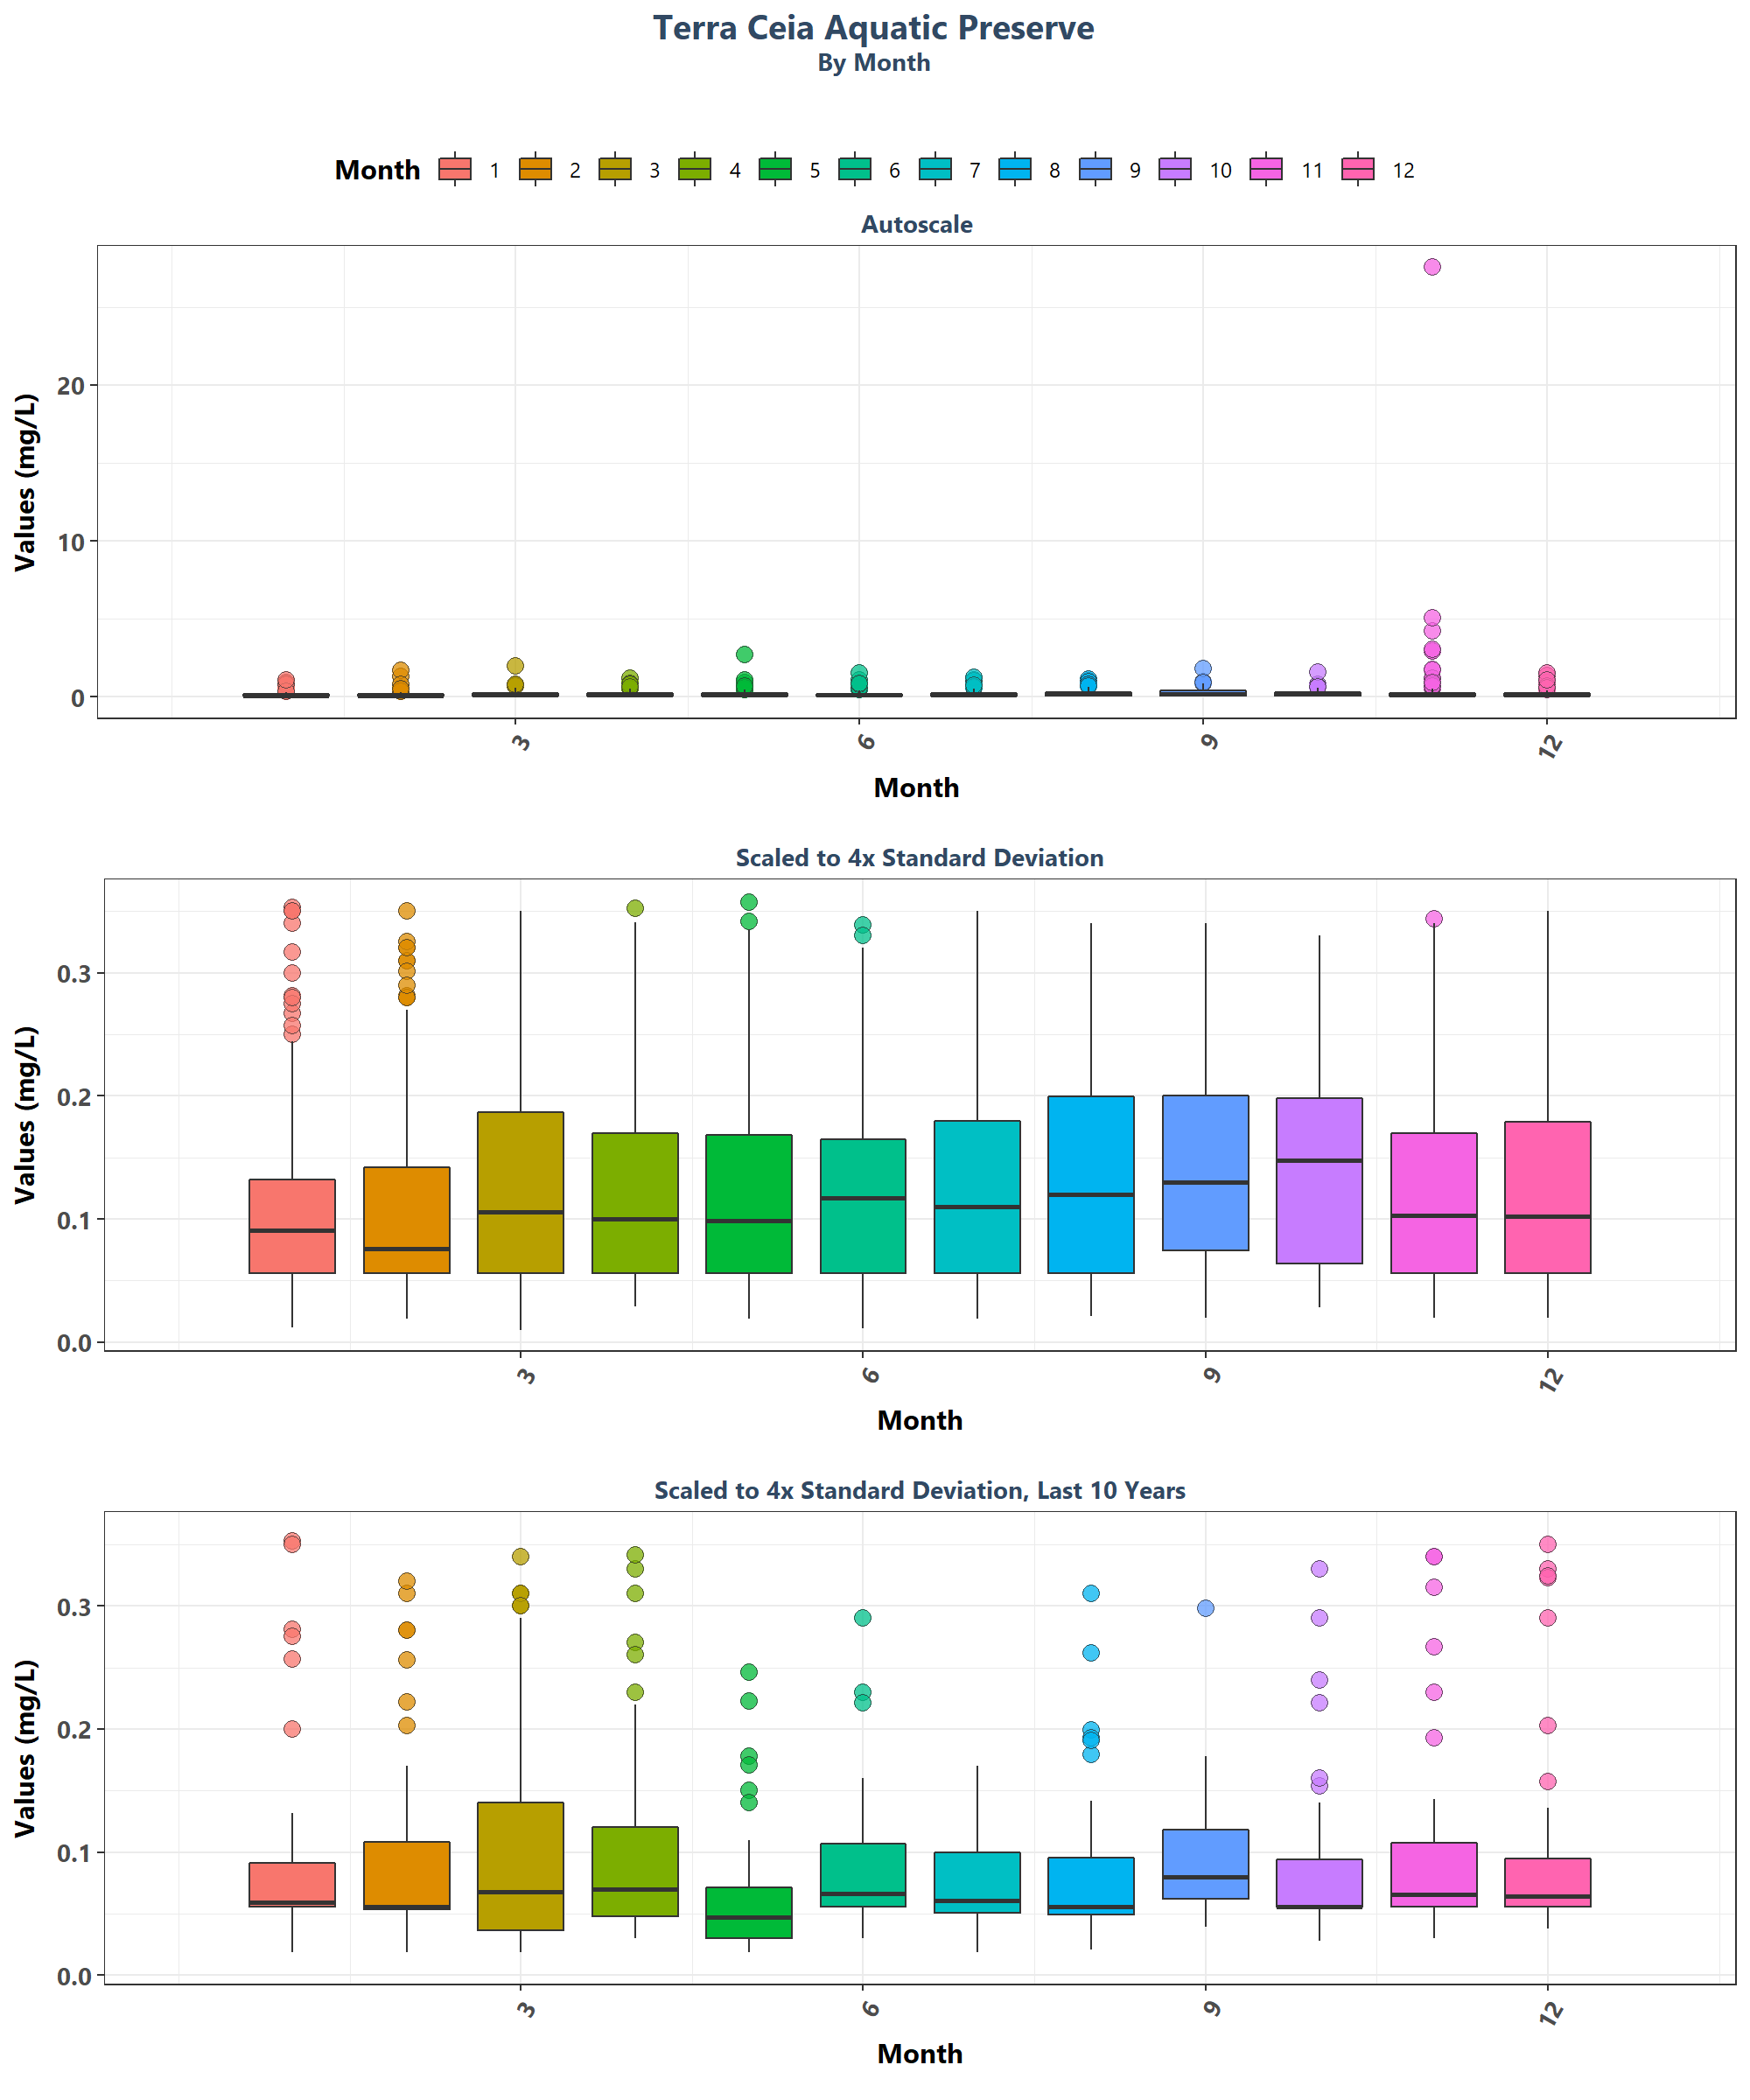 Terra Ceia Aquatic Preserve
By Month
Month 1 2 3 4 5 6 7 8 9 10 11 12
Autoscale
Values (mg/L)
20
10
0
3 6 9 12
Month
Scaled to 4x Standard Deviation
Values (mg/L)
0.3
0.2
0.1
0.0
3 6 9 12
Month
Scaled to 4x Standard Deviation, Last 10 Years
Values (mg/L)
0.3
0.2
0.1
0.0
3 6 9 12
Month